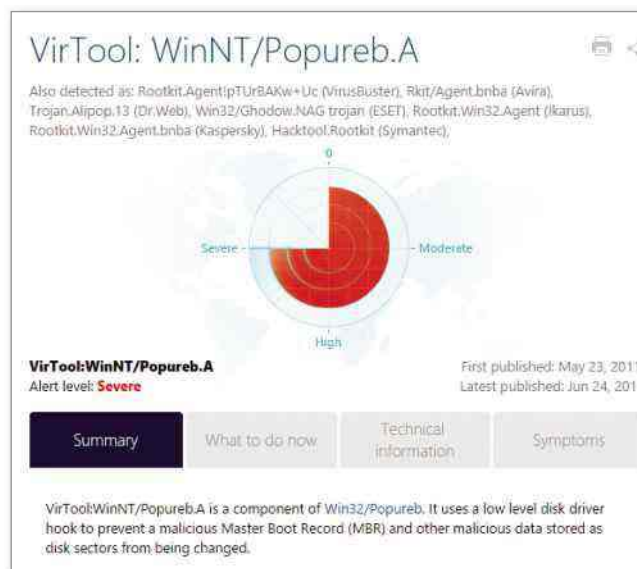 VirTool: WinNT/Popureb.A
Also detected as: Rootkit.Agent!pTUrBAKw+Uc (VirusBuster), Rkit/Agent.bnba (Avira),
Trojan.Alipop.13 (Dr.Web), Win32/Ghodow.NAG trojan (ESET), Rootkit.Win32.Agent (Ikarus),
Rootkit.Win32.Agent.bnba (Kaspersky), Hacktool.Rootkit (Symantec),
0
Severe
Moderate
High
VirTool:WinNT/Popureb.A
First published: May 23, 2011
Alert level: Severe
Latest published: Jun 24, 201
Summary
What to do now
Technical
information
Symptoms
VirTool:WinNT/Popureb.A is a component of Win32/Popureb. It uses a low level disk driver
hook to prevent a malicious Master Boot Record (MBR) and other malicious data stored as
disk sectors from being changed.